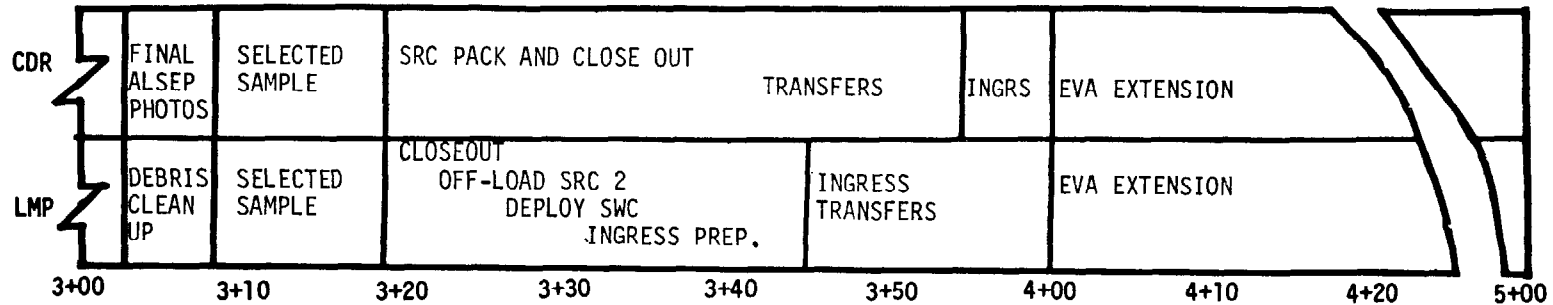 CDR
FINAL
ALSEP
PHOTOS
SELECTED
SAMPLE
SRC PACK AND CLOSE OUT
TRANSFERS
INGRS
EVA EXTENSION
LMP
DEBRIS
CLEAN
UP
SELECTED
SAMPLE
CLOSEOUT
OFF-LOAD SRC 2
DEPLOY SWC
INGRESS PREP.
INGRESS
TRANSFERS
EVA EXTENSION
3+00 3+10 3+20 3+30 3+40 3+50 4+00 4+10 4+20 5+00